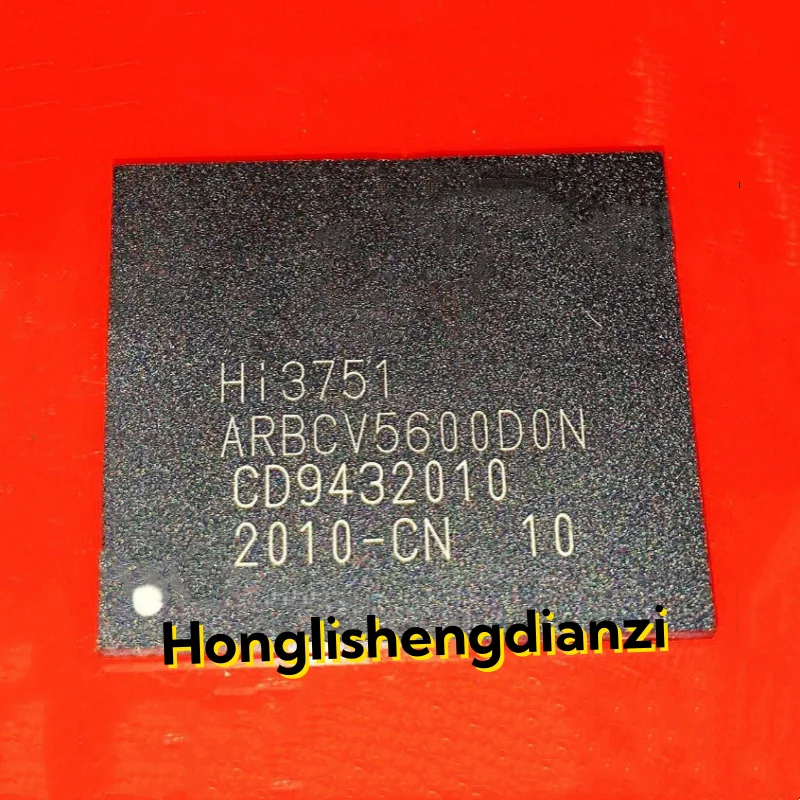 Hi3751
ARBCV5600D0N
CD9432010
2010-CN 10
Honglishengdianzi